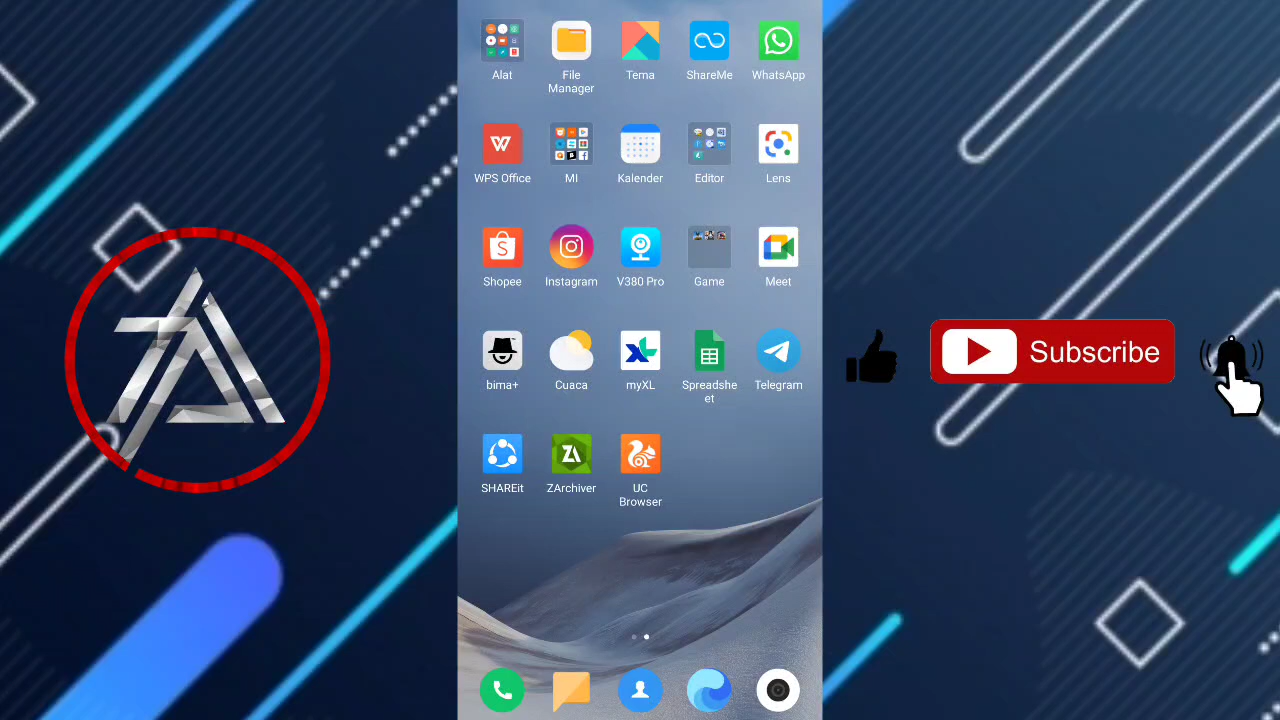 Alat
File
Manager
Tema
ShareMe
WhatsApp
WPS Office
MI
Kalender
Editor
Lens
Shopee
Instagram
V380 Pro
Game
Meet
bima+
Cuaca
myXL
Spreadshe
et
Telegram
Subscribe
SHAREit
ZArchiver
UC
Browser